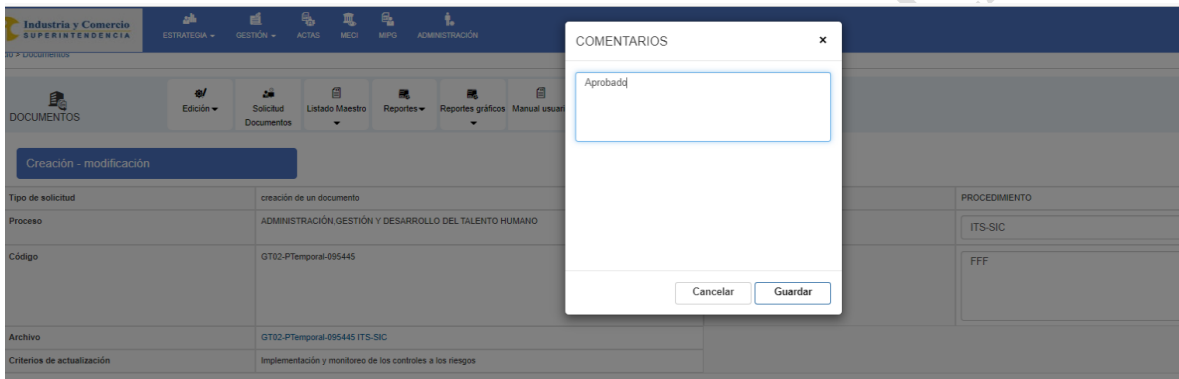 Industria y Comercio
SUPERINTENDENCIA
ESTRATEGIA
GESTIÓN
ACTAS
MECI
MIPG
ADMINISTRACIÓN
> Documentos
DOCUMENTOS
Edición
Solicitud
Documentos
Listado Maestro
Reportes
Reportes gráficos
Manual usuari
COMENTARIOS
×
Aprobado
Cancelar
Guardar
Creación - modificación
Tipo de solicitud
creación de un documento
PROCEDIMIENTO
Proceso
ADMINISTRACIÓN,GESTIÓN Y DESARROLLO DEL TALENTO HUMANO
ITS-SIC
Código
GT02-PTemporal-095445
FFF
Archivo
GT02-PTemporal-095445 ITS-SIC
Criterios de actualización
Implementación y monitoreo de los controles a los riesgos